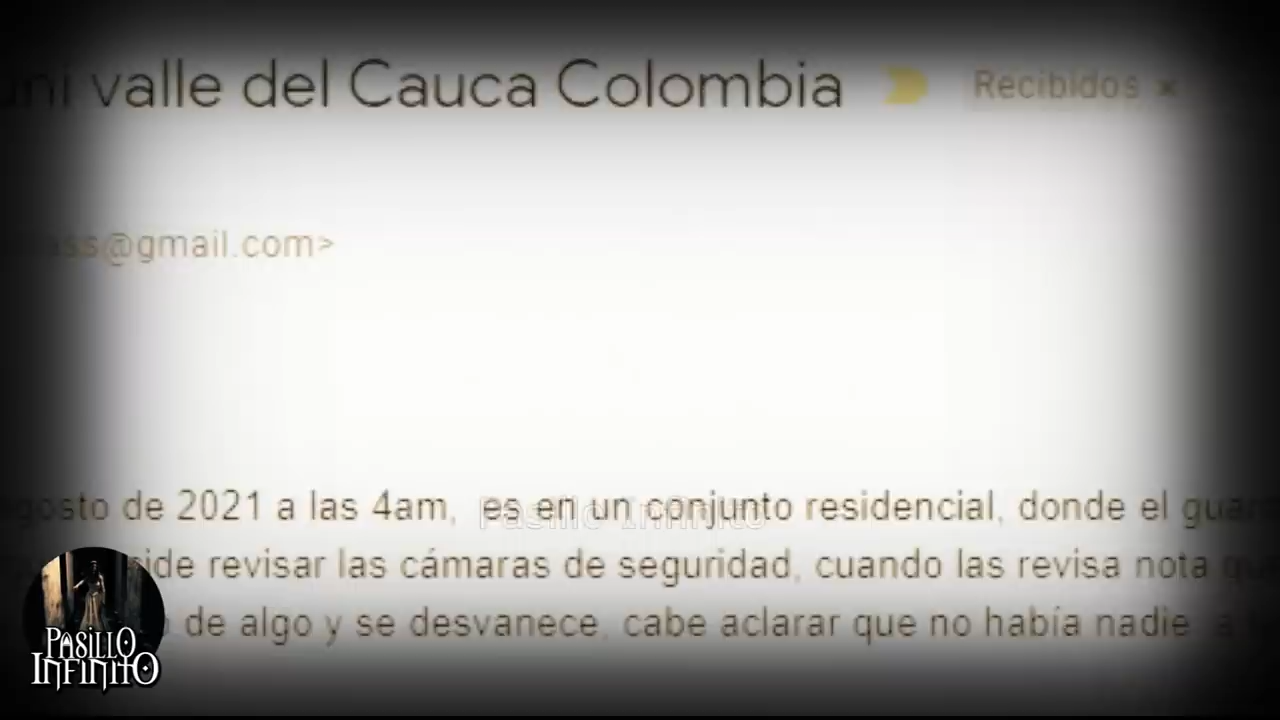 valle del Cauca Colombia Recibidos ×
@gmail.com>
de 2021 a las 4am, es en un conjunto residencial, donde el
Pasillo Infinito
revisar las cámaras de seguridad, cuando las revisa nota
de algo y se desvanece, cabe aclarar que no había nadie
PASILLO
INFINITO